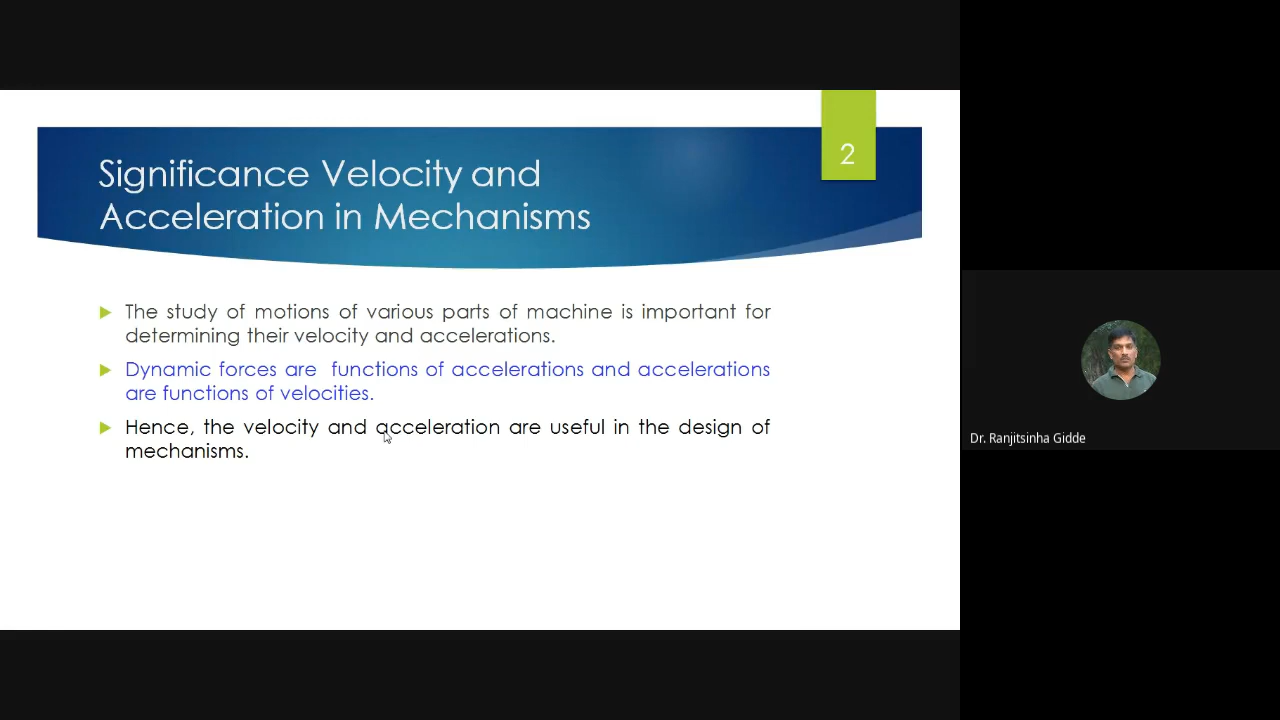 2
Significance Velocity and
Acceleration in Mechanisms
The study of motions of various parts of machine is important for
determining their velocity and accelerations.
Dynamic forces are  functions of accelerations and accelerations
are functions of velocities.
Hence, the velocity and acceleration are useful in the design of
mechanisms.
Dr. Ranjitsinha Gidde